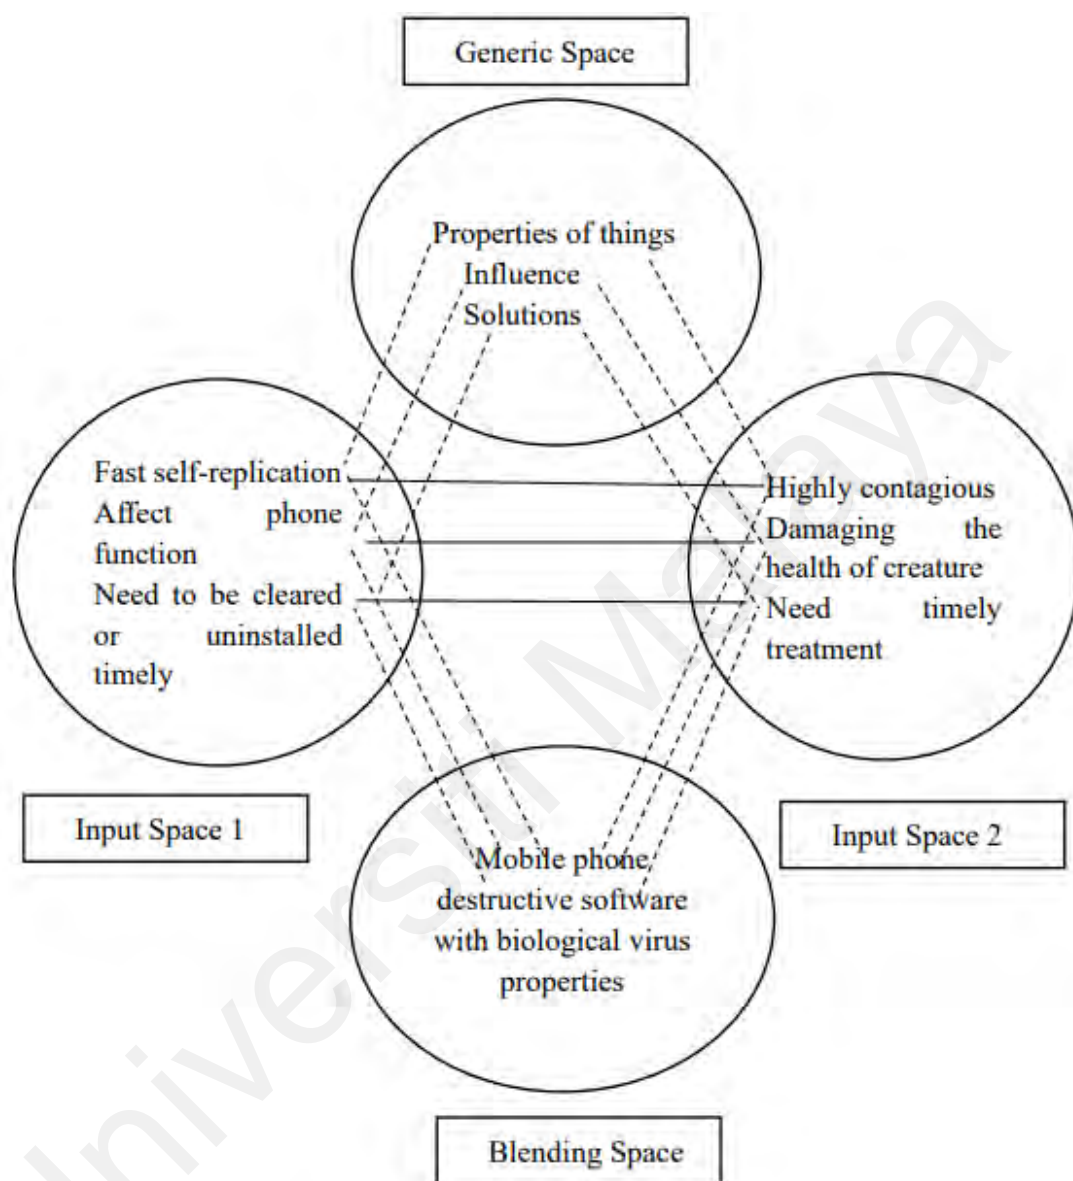 Generic Space
Properties of things
Influence
Solutions
Fast self-replication
Affect phone
function
Need to be cleared
or uninstalled
timely
Highly contagious
Damaging the
health of creature
Need timely
treatment
Input Space 1
Input Space 2
Mobile phone
destructive software
with biological virus
properties
Blending Space
Universiti Malaya